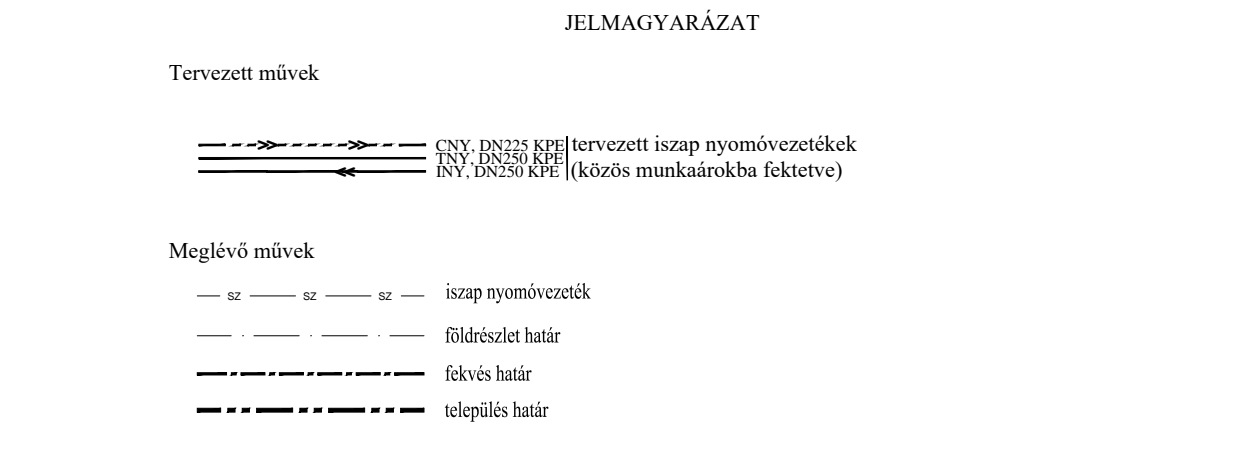 JELMAGYARÁZAT
Tervezett művek
CNY, DN225 KPE
TNY, DN250 KPE
INY, DN250 KPE
tervezett iszap nyomóvezetékek
(közös munkaárokba fektetve)
Meglévő művek
sz sz sz iszap nyomóvezeték
földrészlet határ
fekvés határ
település határ